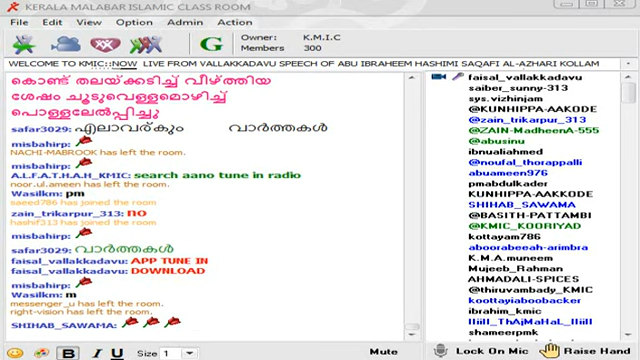 KERALA MALABAR ISLAMIC CLASS ROOM
File Edit View Option Admin Action
G
Owner: K.M.I.C
Members 300
WELCOME TO KMIC::NOW LIVE FROM VALLAKKADAVU SPEECH OF ABU IBRAHEEM HASHIMI SAQAFI AL-AZHARI KOLLAM
കൊണ്ട് തലയ്ക്കടിച്ച് വീഴ്ത്തിയ
ശേഷം ചൂടുവെള്ളമൊഴിച്ച്
പൊള്ളലേൽപ്പിച്ചു
safar3029: എലാവര്കും വാർത്തകൾ
misbahirp:
NACHI-MABROOK has left the room.
misbahirp:
A.L.F.A.T.H.A.H_KMIC: search aano tune in radio
noor.ul.ameen has left the room.
Wasilkm: pm
saeed786 has joined the room
zain_trikarpur_313: no
hashif313 has joined the room
misbahirp:
safar3029: വാർത്തകൾ
faisal_vallakkadavu: APP TUNE IN
faisal_vallakkadavu: DOWNLOAD
misbahirp:
Wasilkm: m
messenger_u has left the room.
right-vision has left the room.
SHIHAB_SAWAMA:
faisal_vallakkadavu
saiber_sunny-313
sys.vizhinjam
@KUNHIPPA-AAKODE
@zain_trikarpur_313
@ZAIN-MadheenA-555
@abusinu
ibnualiahmed
@noufal_thorappalli
abuameen976
pmabdulkader
KUNHIPPA-AAKKODE
SHIHAB_SAWAMA
@BASITH-PATTAMBI
@KMIC_KOORIYAD
kottayam786
aboorabeeah-arimbra
K.M.A.muneem
Mujeeb_Rahman
AHMADALI-SPICES
@thiruvambady_KMIC
koottayiaboobacker
ibrahim_kmic
IIiiII_ThAjMaHaL_IIiiII
shameerpmk
B I U Size 1 Mute Lock On Mic Raise Hand